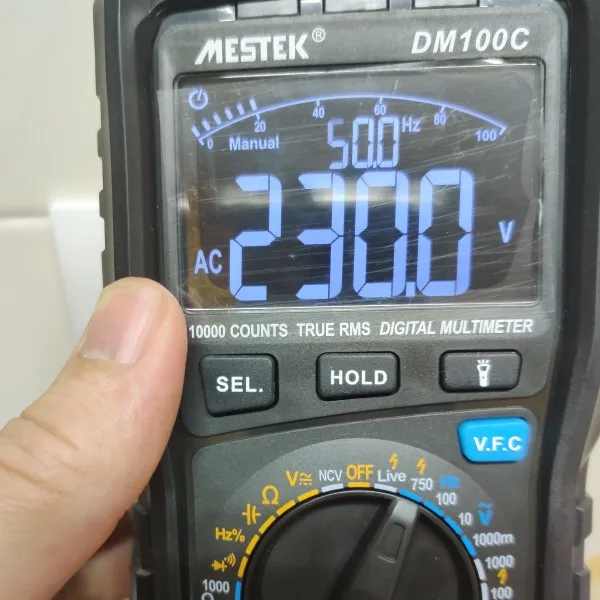 MESTEK® DM100C
0 20 40 60 80 100
Manual 50.0 Hz
AC 230.0 V
10000 COUNTS TRUE RMS DIGITAL MULTIMETER
SEL. HOLD
V.F.C
NCV OFF Live 750
V Ω Hz% 1000
100
10 V
1000m
1000
100